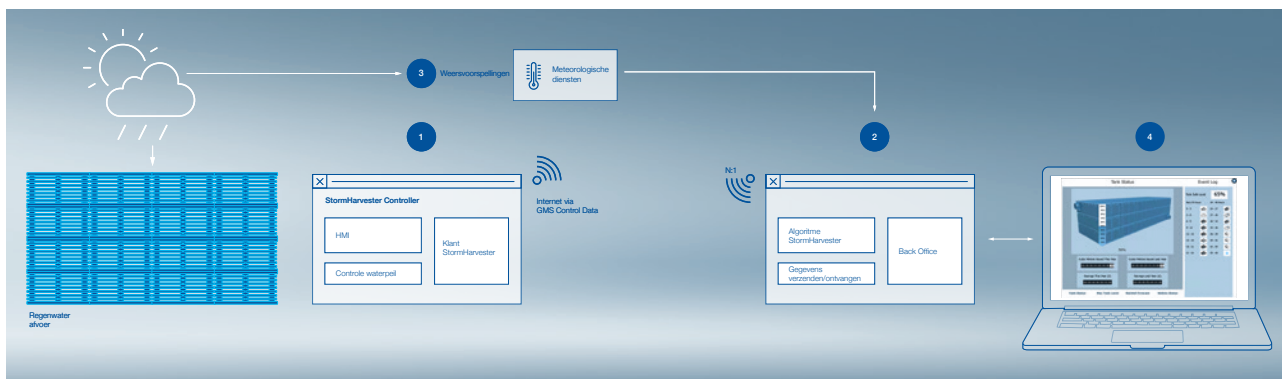 3
Weersvoorspellingen
Meteorologische
diensten
1
2
4
Regenwater
afvoer
StormHarvester Controller
HMI
Controle waterpeil
Klant
StormHarvester
Internet via
GMS Control Data
N:1
Algoritme
StormHarvester
Gegevens
verzenden/ontvangen
Back Office
Tank Status
Event Log
65%